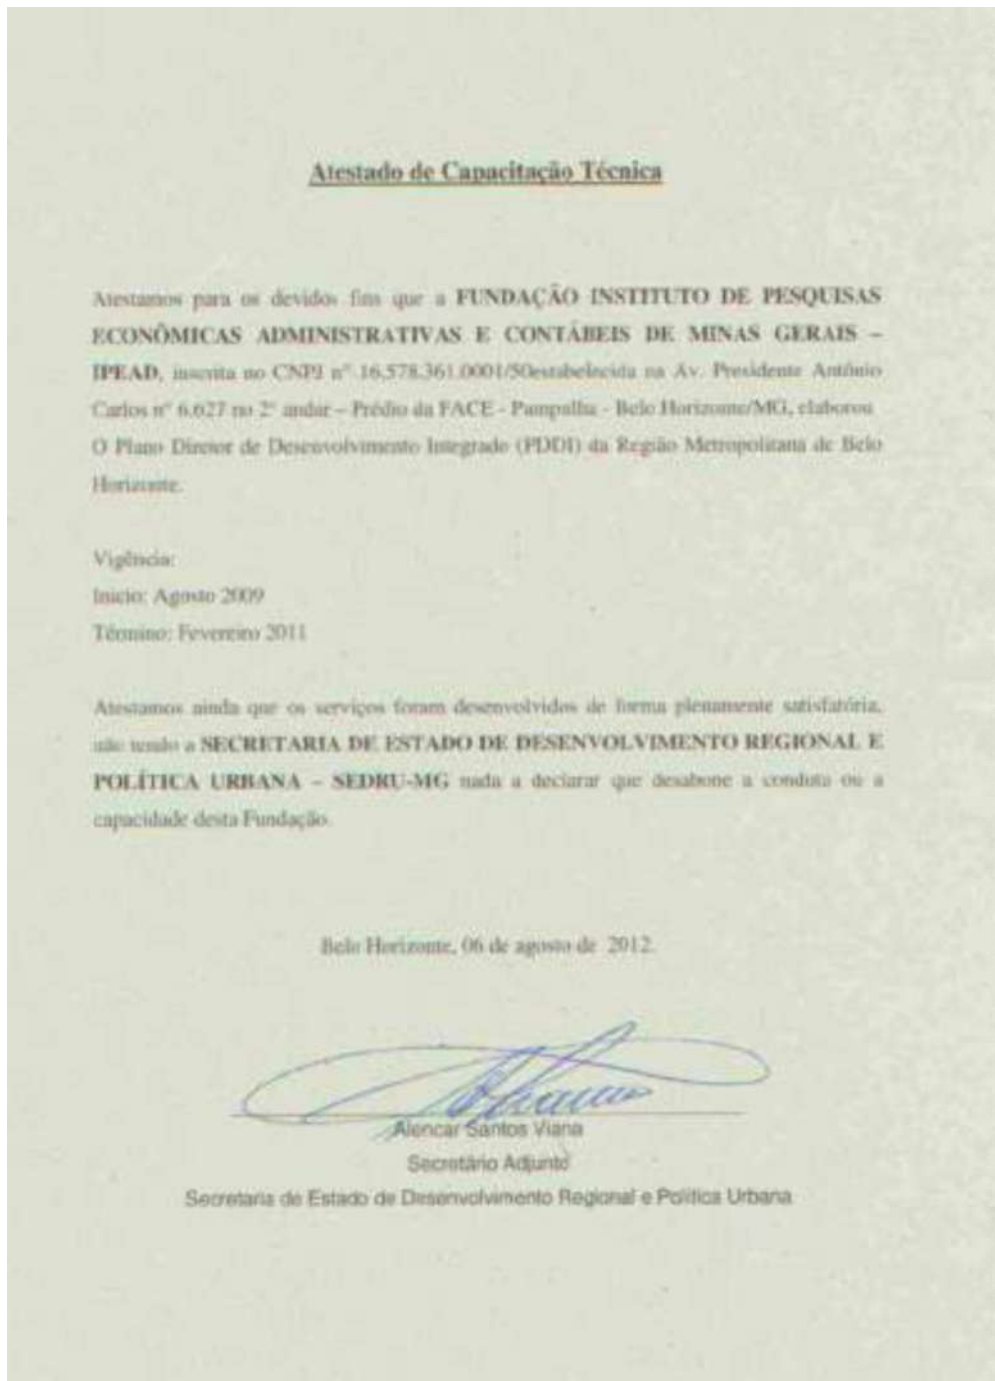 Atestado de Capacitação Técnica
Atestamos para os devidos fins que a FUNDAÇÃO INSTITUTO DE PESQUISAS
ECONÔMICAS ADMINISTRATIVAS E CONTÁBEIS DE MINAS GERAIS –
IPEAD, inscrita no CNPJ nº 16.578.361.0001/50estabelecida na Av. Presidente Antônio
Carlos nº 6.627 no 2º andar – Prédio da FACE - Pampulha - Belo Horizonte/MG, elaborou
O Plano Diretor de Desenvolvimento Integrado (PDDI) da Região Metropolitana de Belo
Horizonte.
Vigência:
Inicio: Agosto 2009
Término: Fevereiro 2011
Atestamos ainda que os serviços foram desenvolvidos de forma plenamente satisfatória,
não tendo a SECRETARIA DE ESTADO DE DESENVOLVIMENTO REGIONAL E
POLÍTICA URBANA – SEDRU-MG nada a declarar que desabone a conduta ou a
capacidade desta Fundação.
Belo Horizonte, 06 de agosto de 2012.
Alencar Santos Viana
Secretário Adjunto
Secretaria de Estado de Desenvolvimento Regional e Política Urbana